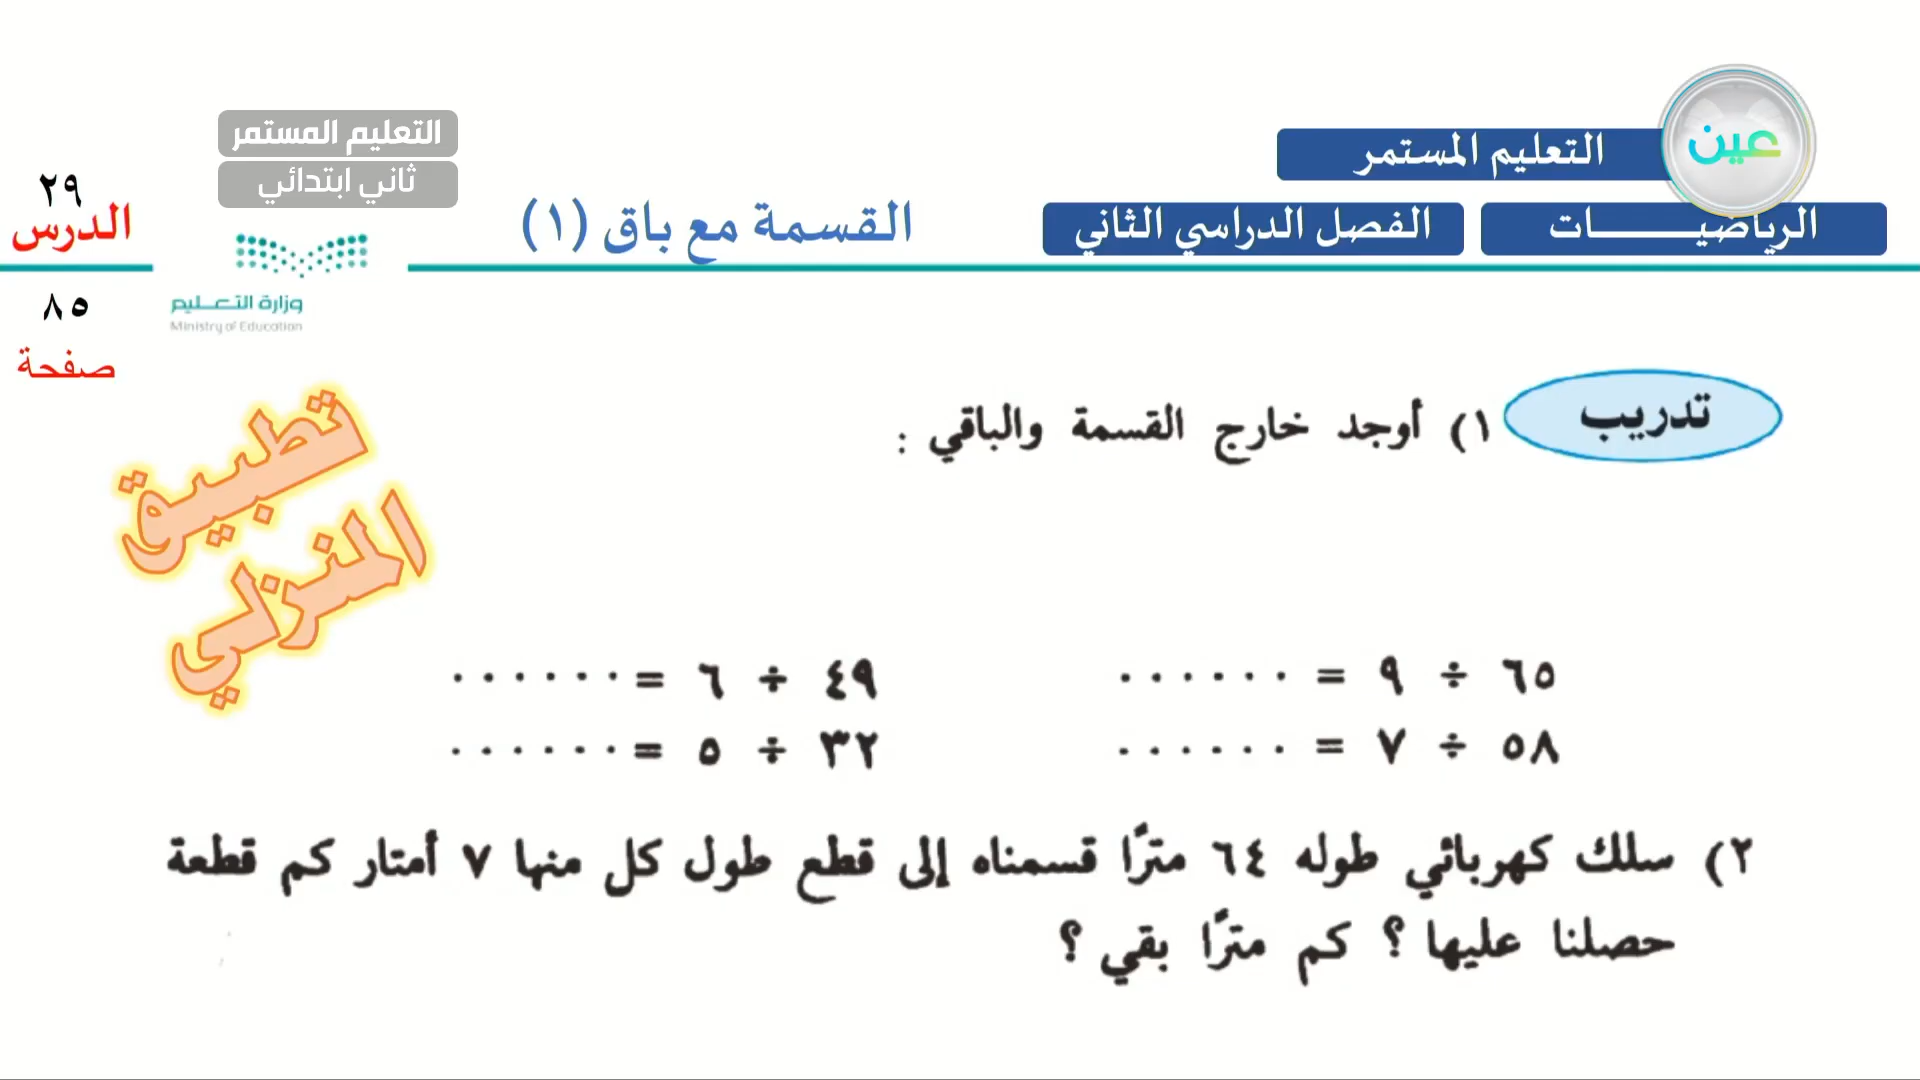 عين
التعليم المستمر
الرياضيـــــــــات
الفصل الدراسي الثاني
القسمة مع باق (١)
التعليم المستمر
ثاني ابتدائي
٢٩
الدرس
وزارة التعـــليم
Ministry of Education
٨٥
صفحة
تطبيق
المنزلي
تدريب
١) أوجد خارج القسمة والباقي :
٦٥ ÷ ٩ = ......
٤٩ ÷ ٦ = ......
٥٨ ÷ ٧ = ......
٣٢ ÷ ٥ = ......
٢) سلك كهربائي طوله ٦٤ مترًا قسمناه إلى قطع طول كل منها ٧ أمتار كم قطعة
حصلنا عليها ؟ كم مترًا بقي ؟